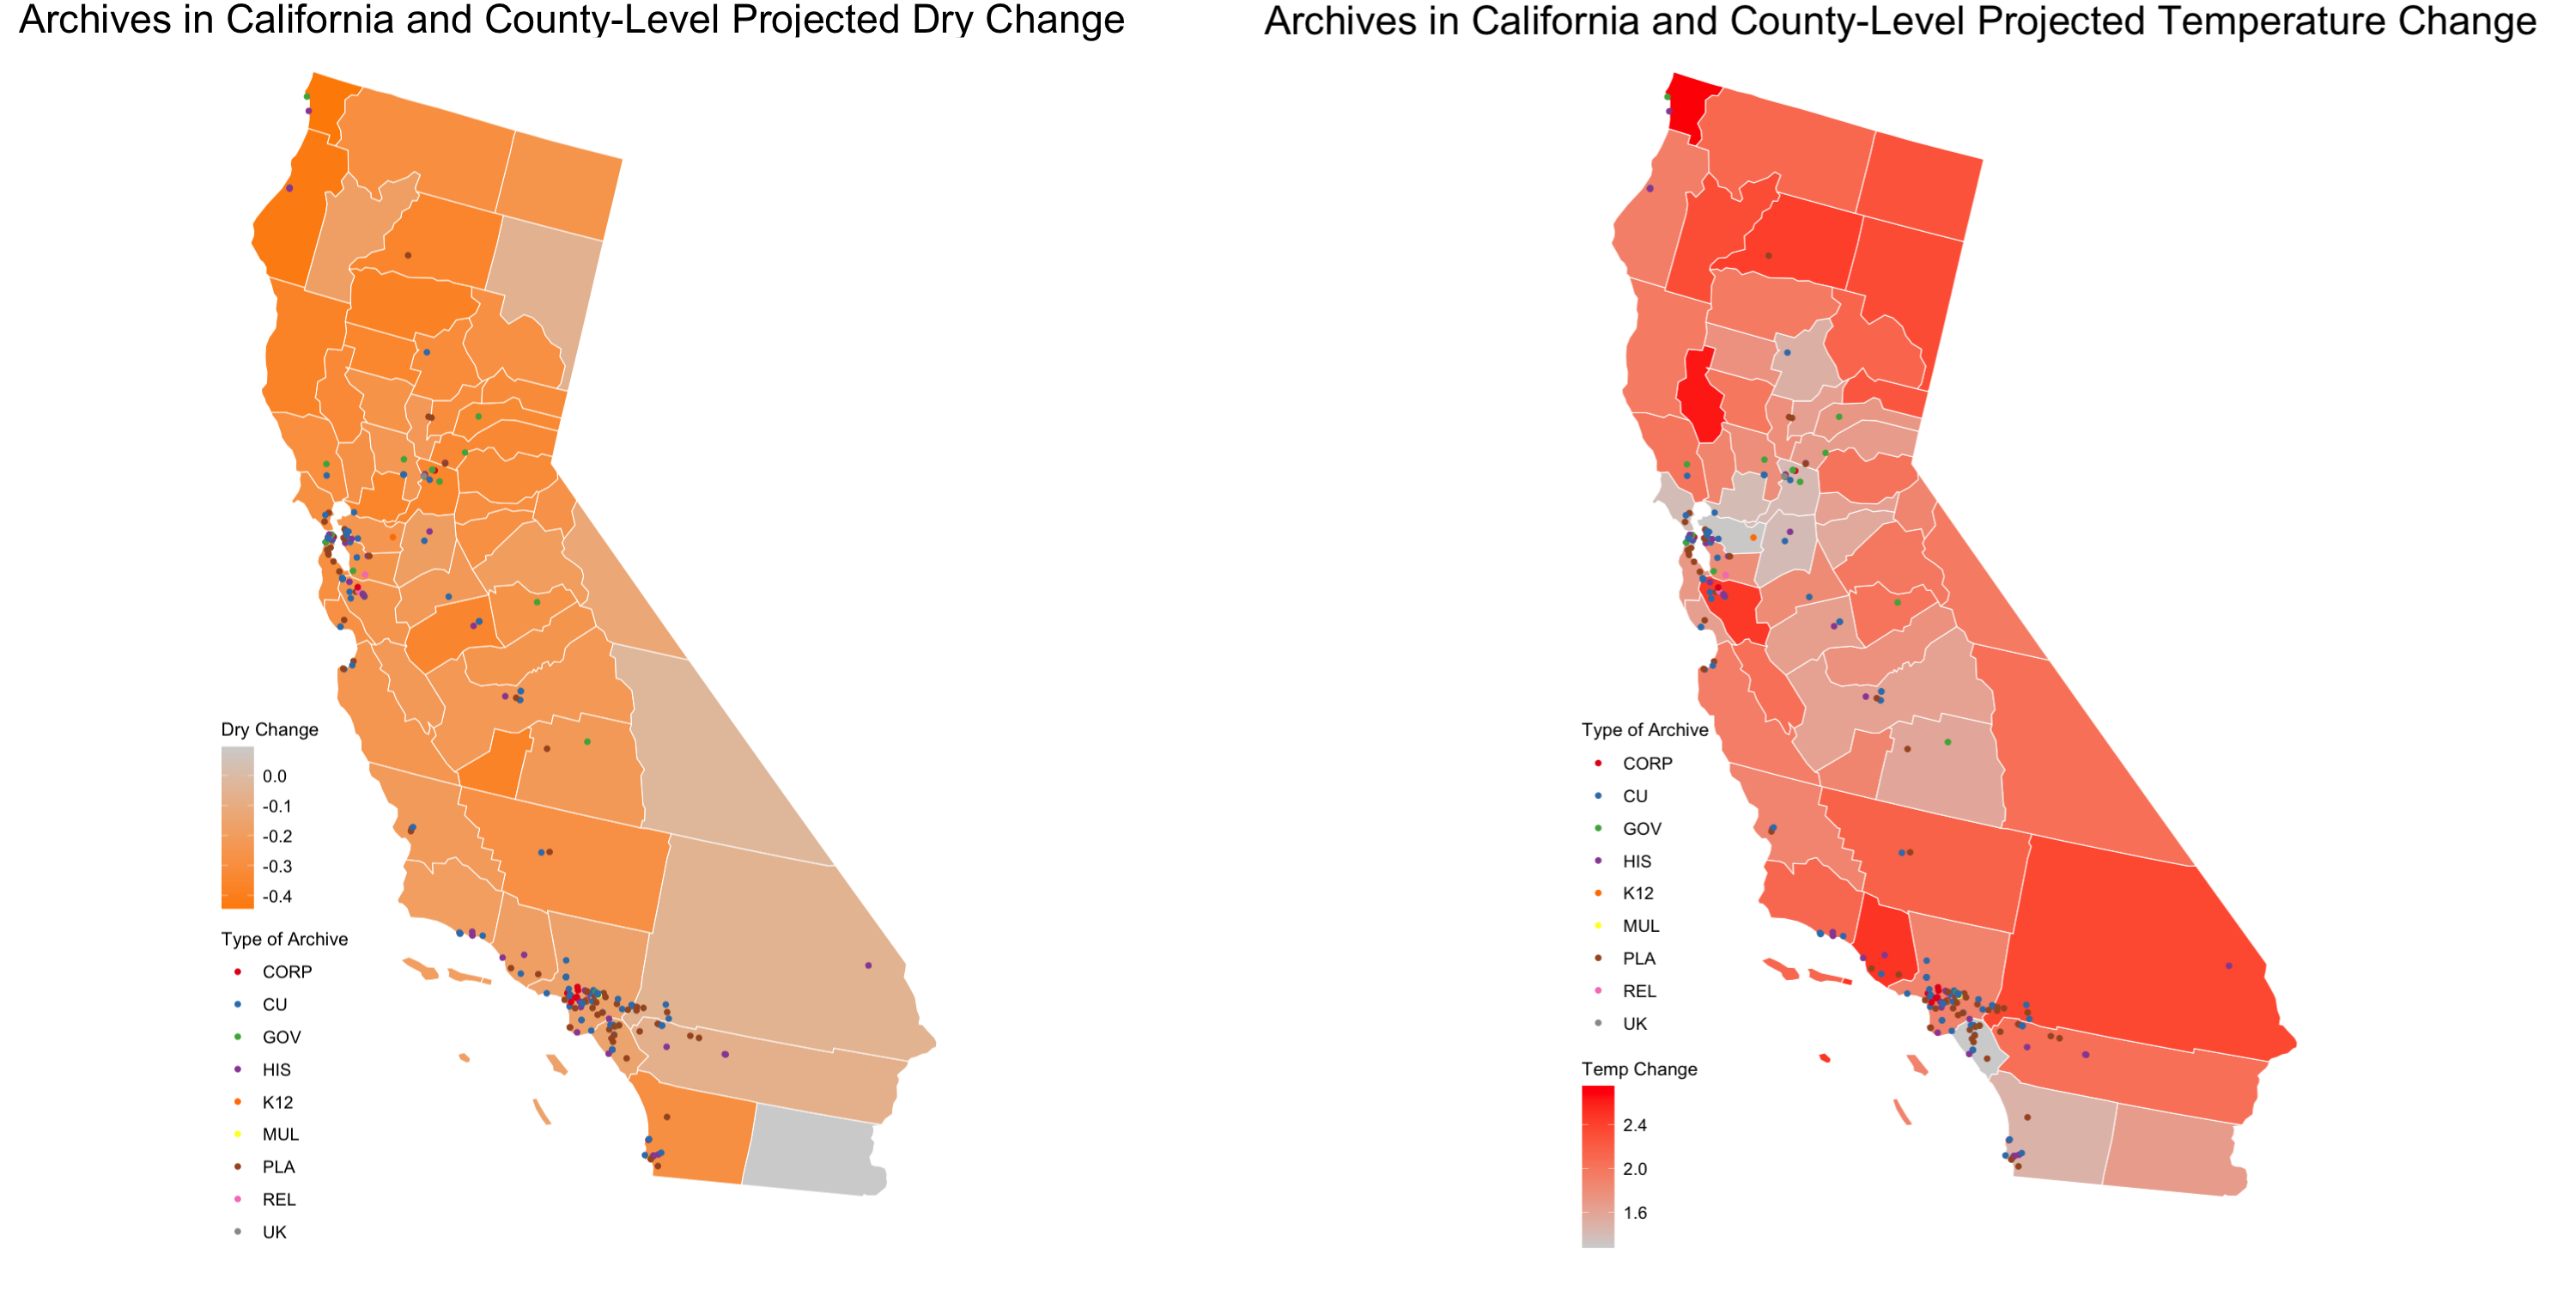 Archives in California and County-Level Projected Dry Change
Dry Change
0.0
-0.1
-0.2
-0.3
-0.4
Type of Archive
CORP
CU
GOV
HIS
K12
MUL
PLA
REL
UK
Archives in California and County-Level Projected Temperature Change
Type of Archive
CORP
CU
GOV
HIS
K12
MUL
PLA
REL
UK
Temp Change
2.4
2.0
1.6